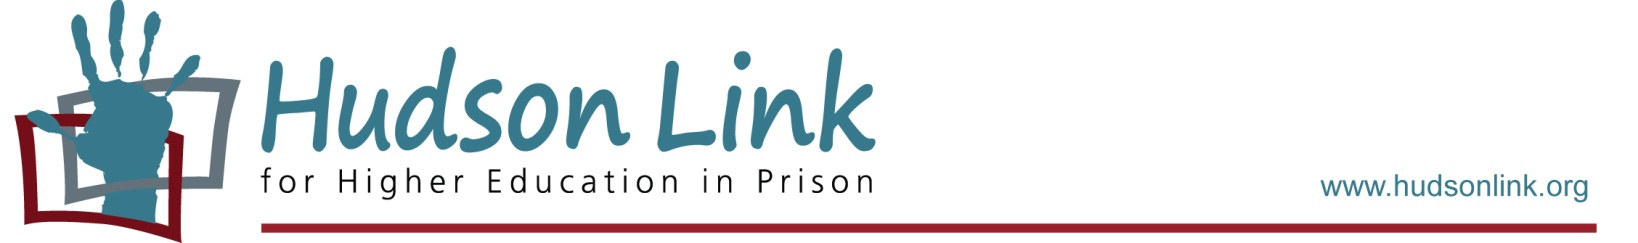 Hudson Link
for Higher Education in Prison
www.hudsonlink.org